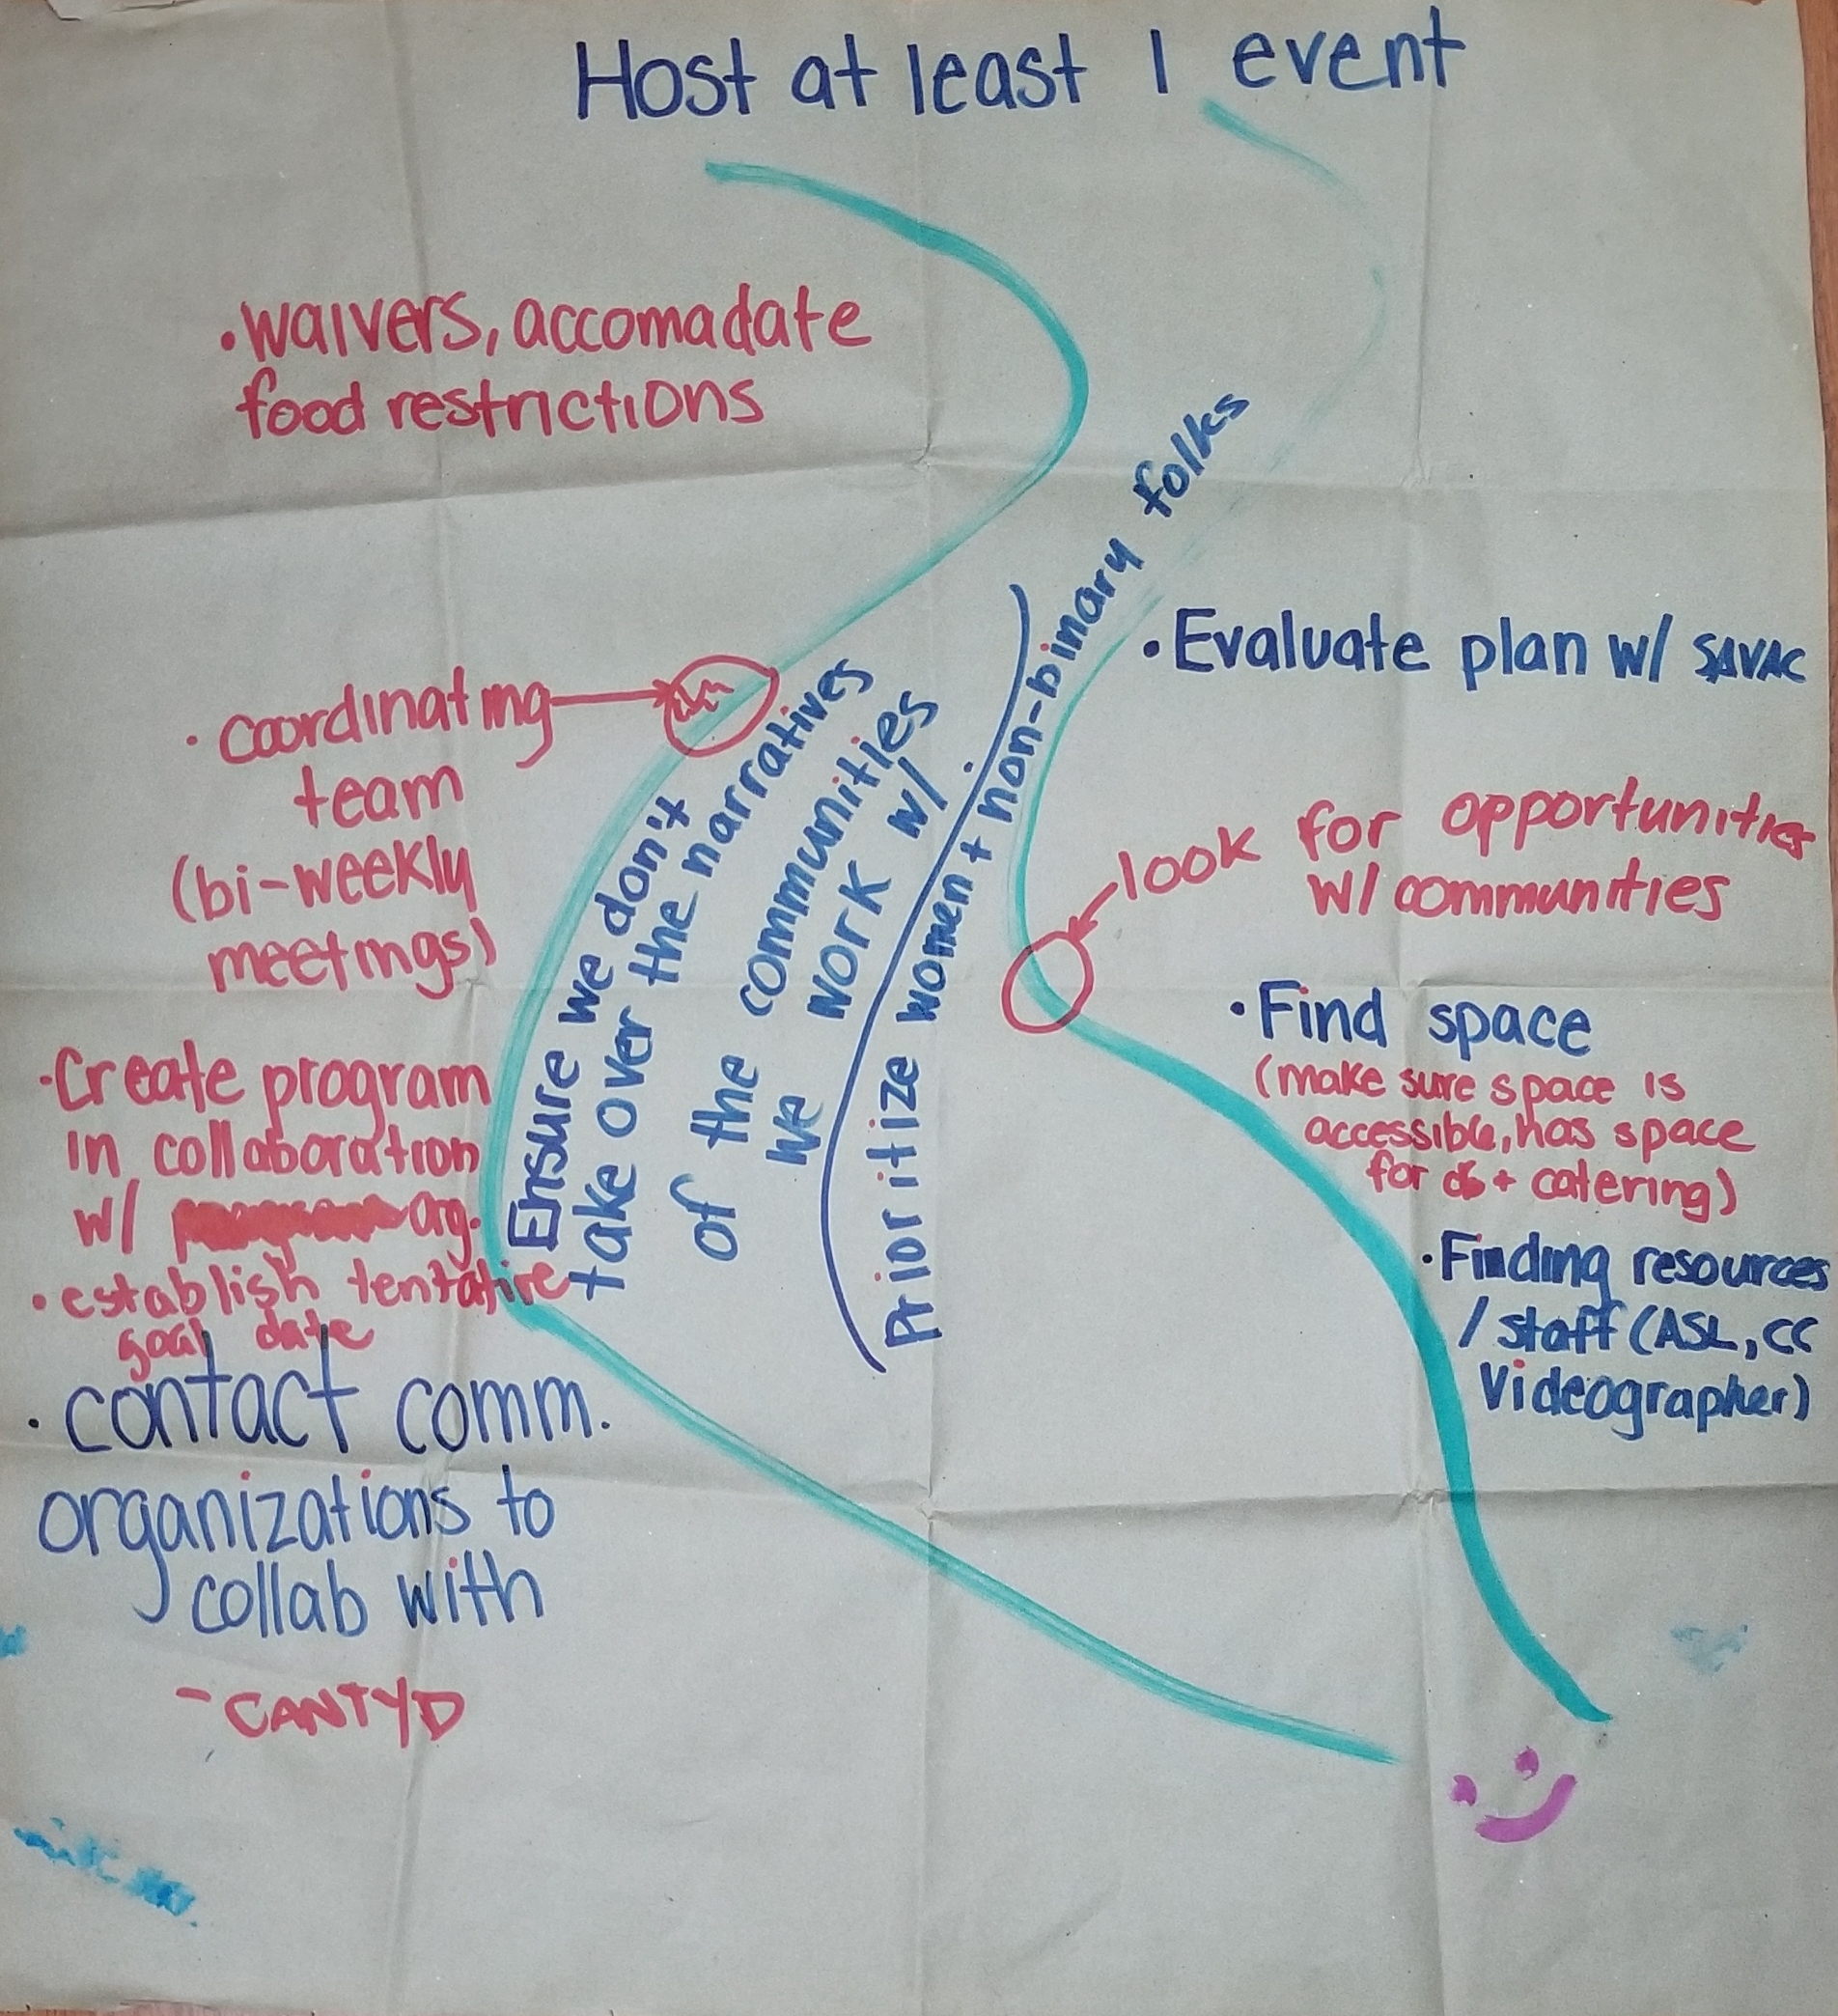 Host at least 1 event
•waivers, accomadate
food restrictions
• coordinating
team
(bi-weekly
meetings)
•Create program
in collaboration
w/ org.
• establish tentative
goal date
• contact comm.
organizations to
collab with
- CANTYD
Ensure we don't
take over the narratives
of the communities
we work w/
Prioritize women + non-binary folks
• Evaluate plan w/ SAVAC
look for opportunities
w/ communities
• Find space
(make sure space is
accessible, has space
for + catering)
• Finding resources
/ staff (ASL, CC
Videographer)